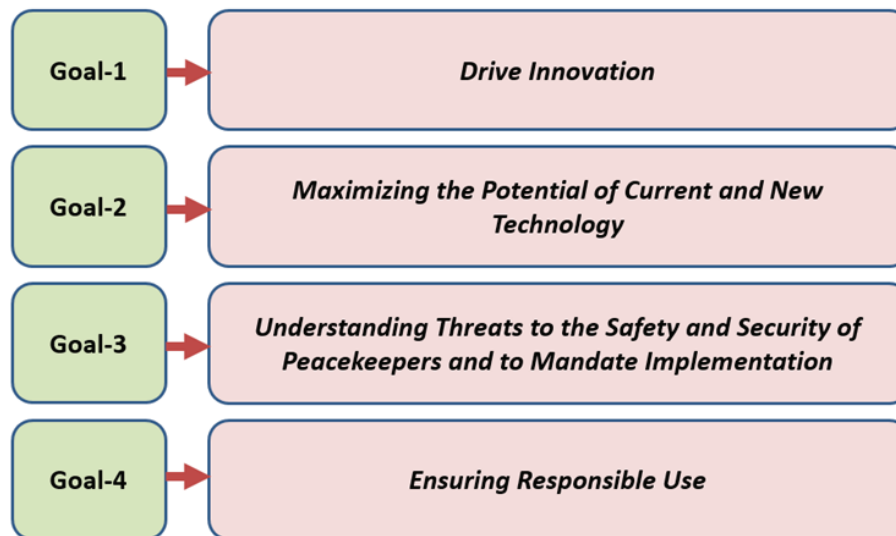 Goal-1
Drive Innovation
Goal-2
Maximizing the Potential of Current and New
Technology
Goal-3
Understanding Threats to the Safety and Security of
Peacekeepers and to Mandate Implementation
Goal-4
Ensuring Responsible Use